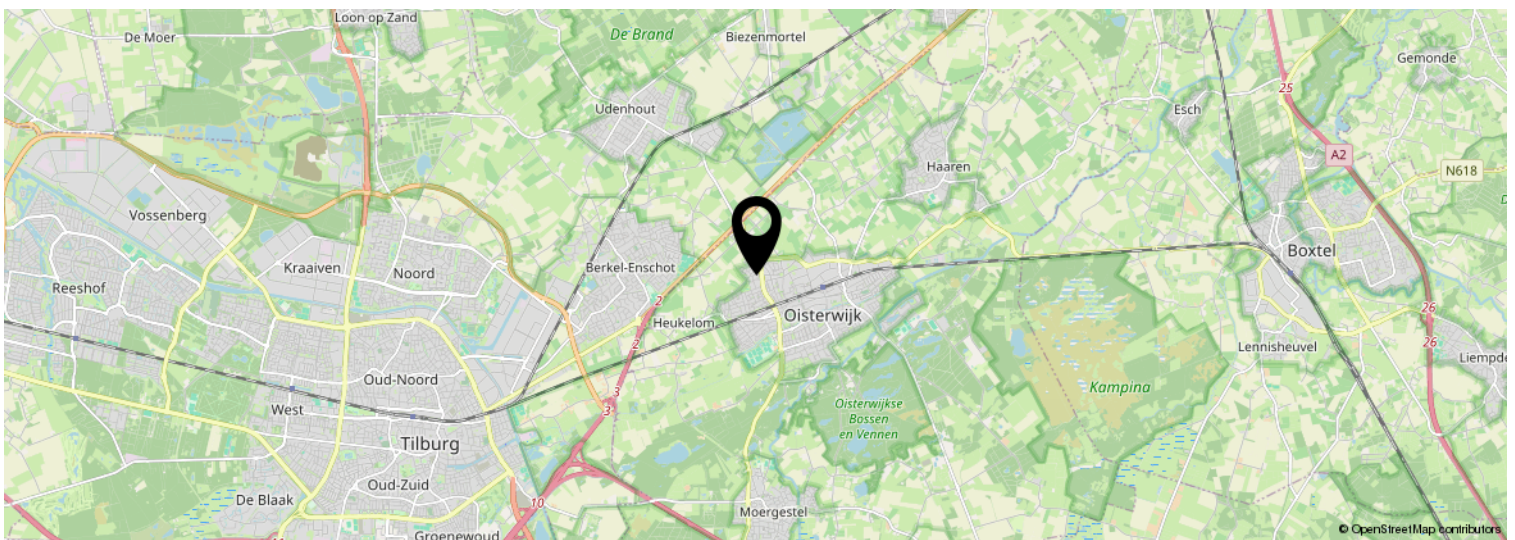 Loon op Zand
De Moer
De Brand
Biezenmortel
Gemonde
25
Udenhout
Esch
A2
Haaren
N618
Vossenberg
Boxtel
Berkel-Enschot
Kraaiven
Noord
Reeshof
2
26
Heukelom
Oisterwijk
2
26
Lennisheuvel
Liempde
Oud-Noord
Kampina
3
West
3
Oisterwijkse
Bossen
en Vennen
Tilburg
Oud-Zuid
De Blaak
10
Moergestel
Groenewoud
© OpenStreetMap contributors